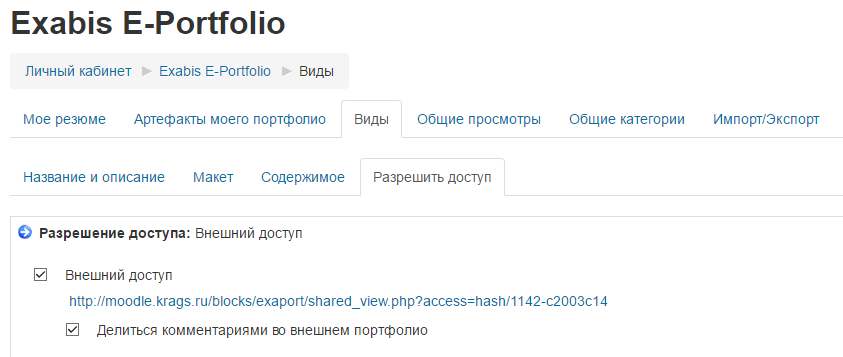 Exabis E-Portfolio
Личный кабинет ► Exabis E-Portfolio ► Виды
Мое резюме Артефакты моего портфолио Виды Общие просмотры Общие категории Импорт/Экспорт
Название и описание Макет Содержимое Разрешить доступ
Разрешение доступа: Внешний доступ
Внешний доступ
http://moodle.krags.ru/blocks/exaport/shared_view.php?access=hash/1142-c2003c14
Делиться комментариями во внешнем портфолио